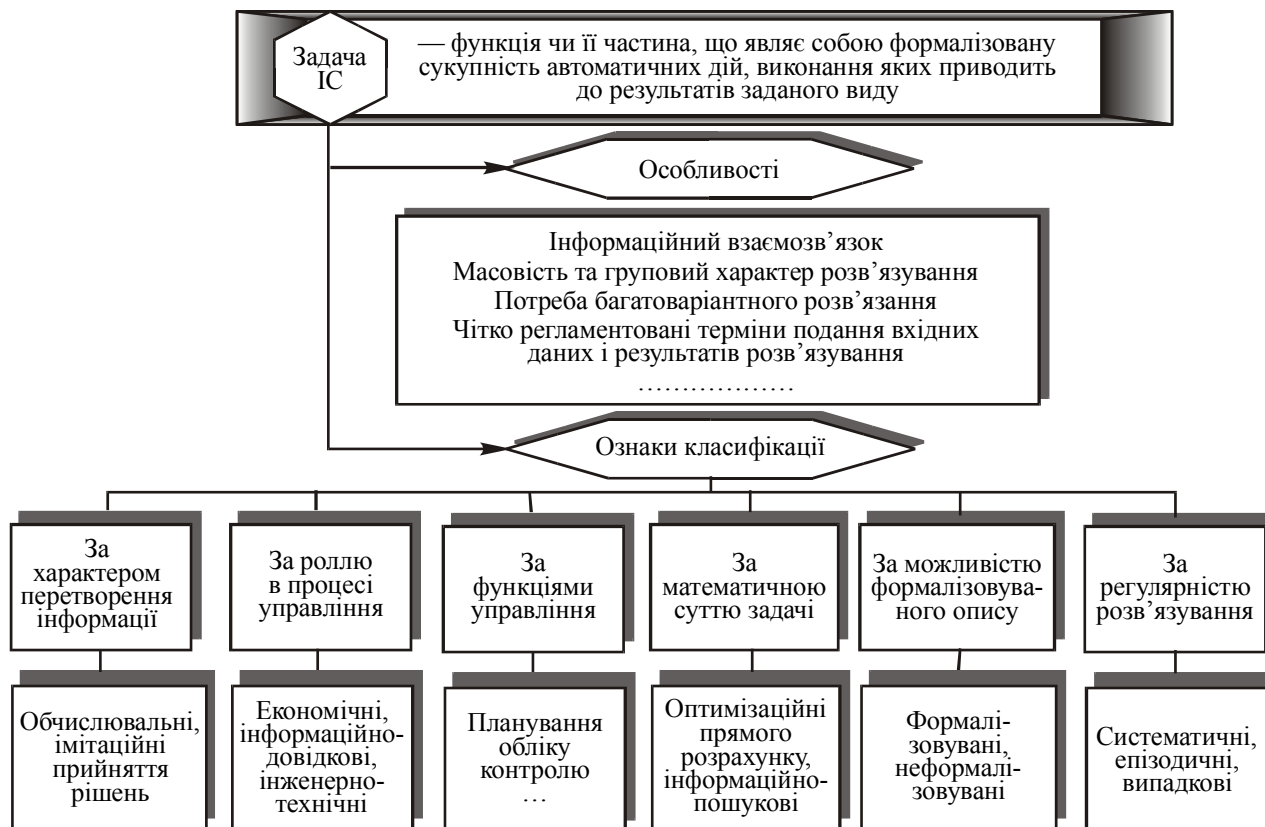 Задача
ІС
— функція чи її частина, що являє собою формалізовану
сукупність автоматичних дій, виконання яких приводить
до результатів заданого виду
Особливості
Інформаційний взаємозв’язок
Масовість та груповий характер розв’язування
Потреба багатоваріантного розв’язання
Чітко регламентовані терміни подання вхідних
даних і результатів розв’язування
………………
Ознаки класифікації
За
характером
перетворення
інформації
За роллю
в процесі
управління
За
функціями
управління
За
математичною
суттю задачі
За можливістю
формалізовува-
ного опису
За
регулярністю
розв’язування
Обчислювальні,
імітаційні
прийняття
рішень
Економічні,
інформаційно-
довідкові,
інженерно-
технічні
Планування
обліку
контролю
…
Оптимізаційні
прямого
розрахунку,
інформаційно-
пошукові
Формалі-
зовувані,
неформалі-
зовувані
Систематичні,
епізодичні,
випадкові